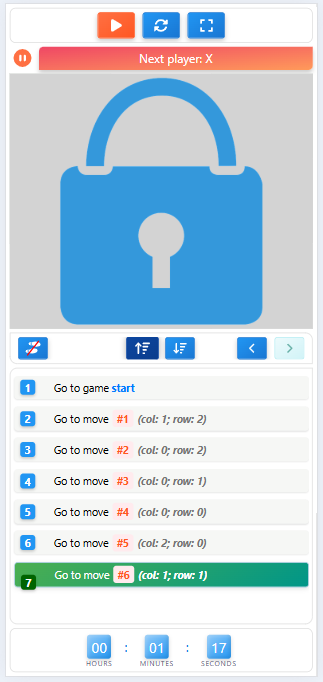 Next player: X
1 Go to game start
2 Go to move #1 (col: 1; row: 2)
3 Go to move #2 (col: 0; row: 2)
4 Go to move #3 (col: 0; row: 1)
5 Go to move #4 (col: 0; row: 0)
6 Go to move #5 (col: 2; row: 0)
7 Go to move #6 (col: 1; row: 1)
00 : 01 : 17
HOURS MINUTES SECONDS